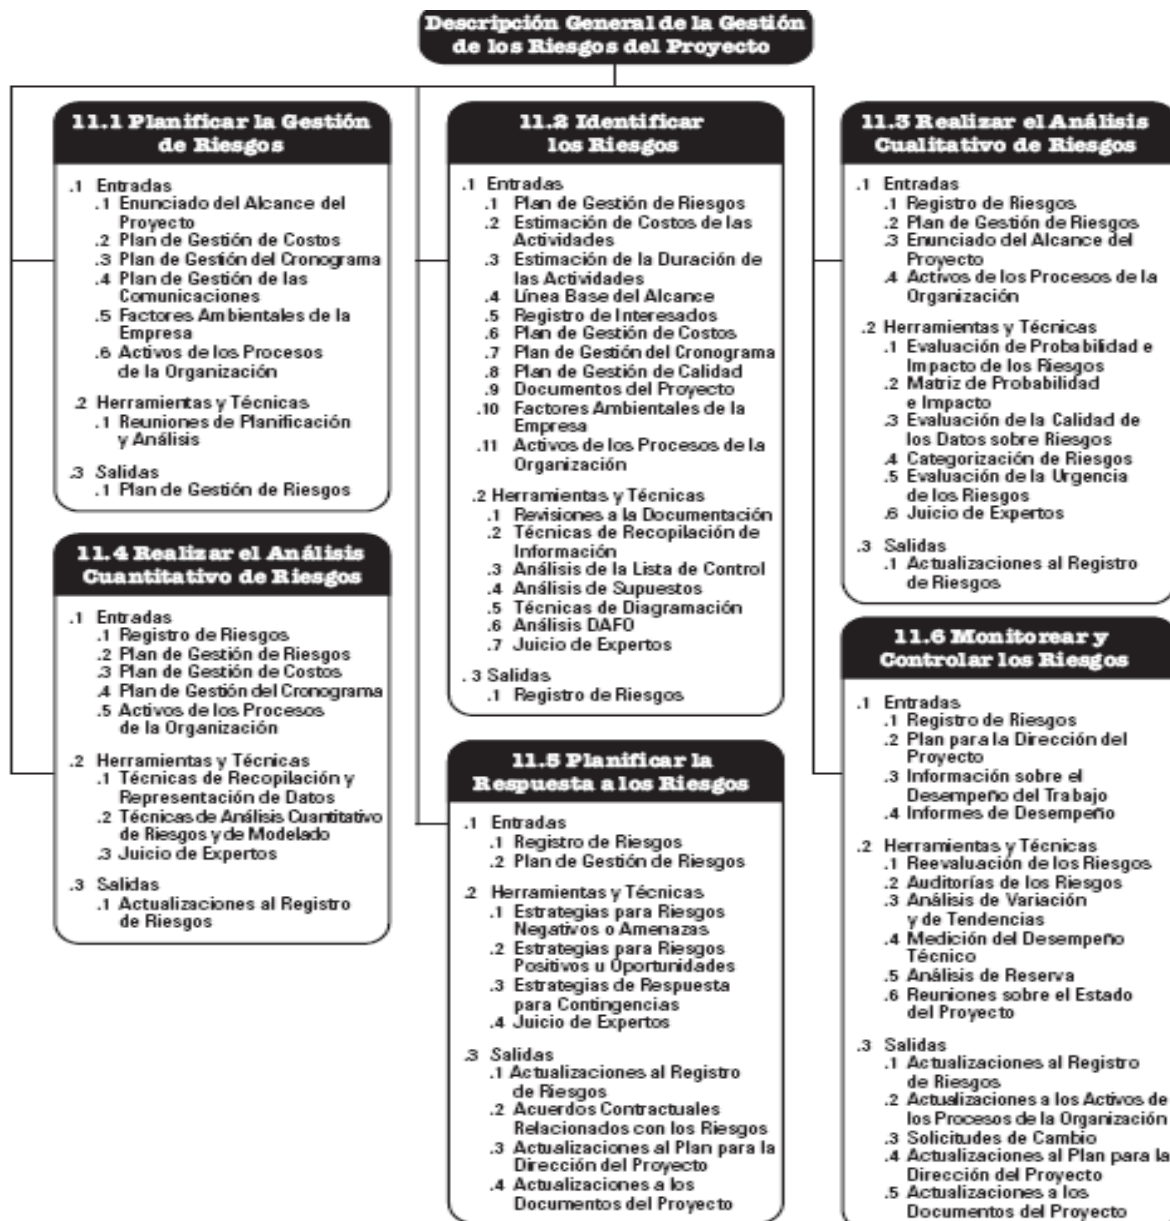 Descripción General de la Gestión
de los Riesgos del Proyecto
11.1 Planificar la Gestión
de Riesgos
.1 Entradas
.1 Enunciado del Alcance del
Proyecto
.2 Plan de Gestión de Costos
.3 Plan de Gestión del Cronograma
.4 Plan de Gestión de las
Comunicaciones
.5 Factores Ambientales de la
Empresa
.6 Activos de los Procesos
de la Organización
.2 Herramientas y Técnicas
.1 Reuniones de Planificación
y Análisis
.3 Salidas
.1 Plan de Gestión de Riesgos
11.2 Identificar
los Riesgos
.1 Entradas
.1 Plan de Gestión de Riesgos
.2 Estimación de Costos de las
Actividades
.3 Estimación de la Duración de
las Actividades
.4 Línea Base del Alcance
.5 Registro de Interesados
.6 Plan de Gestión de Costos
.7 Plan de Gestión del Cronograma
.8 Plan de Gestión de Calidad
.9 Documentos del Proyecto
.10 Factores Ambientales de la
Empresa
.11 Activos de los Procesos de la
Organización
.2 Herramientas y Técnicas
.1 Revisiones a la Documentación
.2 Técnicas de Recopilación de
Información
.3 Análisis de la Lista de Control
.4 Análisis de Supuestos
.5 Técnicas de Diagramación
.6 Análisis DAFO
.7 Juicio de Expertos
. 3 Salidas
.1 Registro de Riesgos
11.3 Realizar el Análisis
Cualitativo de Riesgos
.1 Entradas
.1 Registro de Riesgos
.2 Plan de Gestión de Riesgos
.3 Enunciado del Alcance del
Proyecto
.4 Activos de los Procesos de la
Organización
.2 Herramientas y Técnicas
.1 Evaluación de Probabilidad e
Impacto de los Riesgos
.2 Matriz de Probabilidad
e Impacto
.3 Evaluación de la Calidad de
los Datos sobre Riesgos
.4 Categorización de Riesgos
.5 Evaluación de la Urgencia
de los Riesgos
.6 Juicio de Expertos
.3 Salidas
.1 Actualizaciones al Registro
de Riesgos
11.4 Realizar el Análisis
Cuantitativo de Riesgos
.1 Entradas
.1 Registro de Riesgos
.2 Plan de Gestión de Riesgos
.3 Plan de Gestión de Costos
.4 Plan de Gestión del Cronograma
.5 Activos de los Procesos
de la Organización
.2 Herramientas y Técnicas
.1 Técnicas de Recopilación y
Representación de Datos
.2 Técnicas de Análisis Cuantitativo
de Riesgos y de Modelado
.3 Juicio de Expertos
.3 Salidas
.1 Actualizaciones al Registro
de Riesgos
11.5 Planificar la
Respuesta a los Riesgos
.1 Entradas
.1 Registro de Riesgos
.2 Plan de Gestión de Riesgos
.2 Herramientas y Técnicas
.1 Estrategias para Riesgos
Negativos o Amenazas
.2 Estrategias para Riesgos
Positivos u Oportunidades
.3 Estrategias de Respuesta
para Contingencias
.4 Juicio de Expertos
.3 Salidas
.1 Actualizaciones al Registro
de Riesgos
.2 Acuerdos Contractuales
Relacionados con los Riesgos
.3 Actualizaciones al Plan para la
Dirección del Proyecto
.4 Actualizaciones a los
Documentos del Proyecto
11.6 Monitorear y
Controlar los Riesgos
.1 Entradas
.1 Registro de Riesgos
.2 Plan para la Dirección del
Proyecto
.3 Información sobre el
Desempeño del Trabajo
.4 Informes de Desempeño
.2 Herramientas y Técnicas
.1 Reevaluación de los Riesgos
.2 Auditorías de los Riesgos
.3 Análisis de Variación
y de Tendencias
.4 Medición del Desempeño
Técnico
.5 Análisis de Reserva
.6 Reuniones sobre el Estado
del Proyecto
.3 Salidas
.1 Actualizaciones al Registro
de Riesgos
.2 Actualizaciones a los Activos de
los Procesos de la Organización
.3 Solicitudes de Cambio
.4 Actualizaciones al Plan para la
Dirección del Proyecto
.5 Actualizaciones a los
Documentos del Proyecto